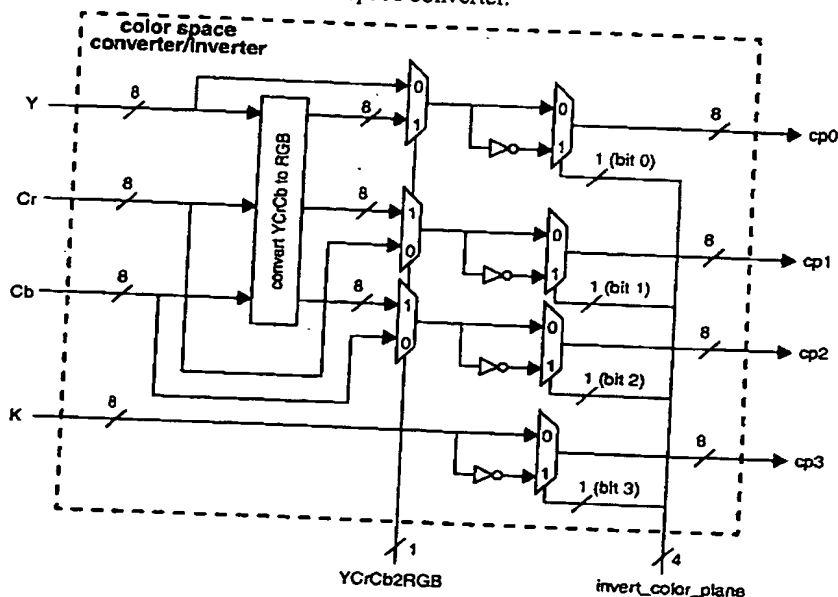 converter.
color space
converter/inverter
Y
8
0
1
8
8
0
1
8
cp0
1 (bit 0)
convert YCrCb to RGB
Cr
8
8
1
0
0
1
8
cp1
1 (bit 1)
Cb
8
8
1
0
0
1
8
cp2
1 (bit 2)
K
8
0
1
8
cp3
1 (bit 3)
1
YCrCb2RGB
4
invert_color_plane